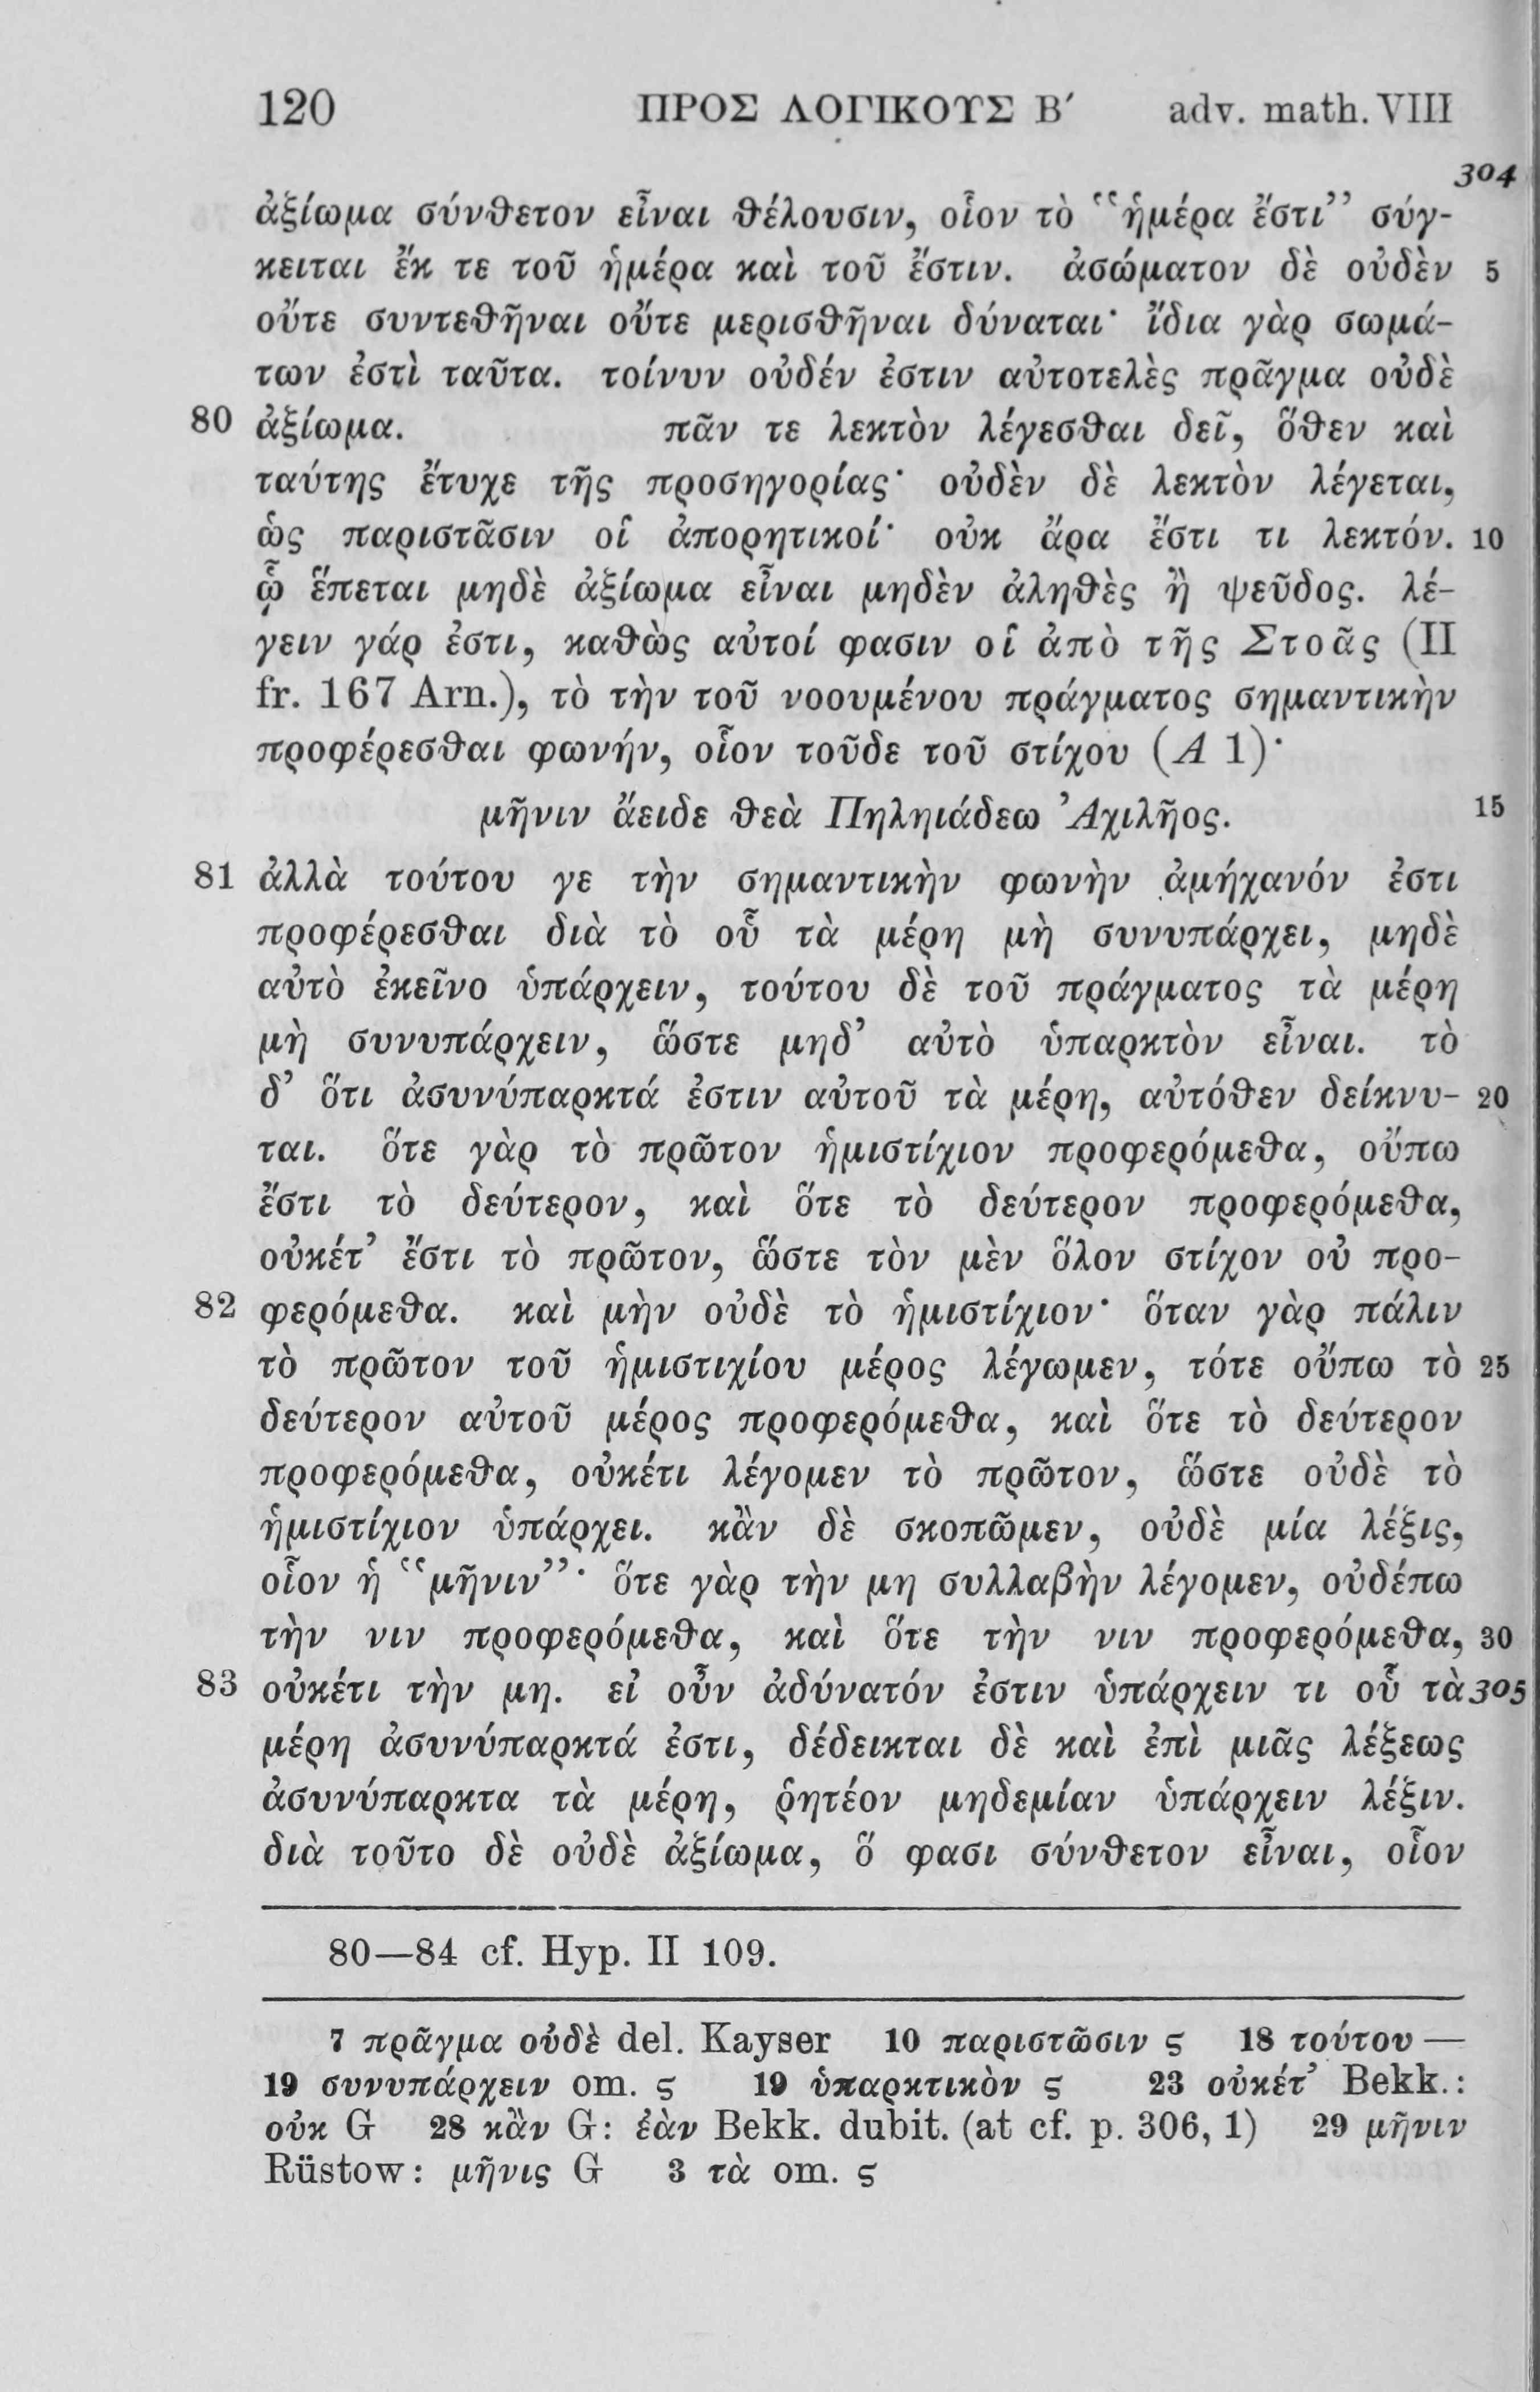 120 ΠΡΟΣ ΛΟΓΙΚΟΥΣ Β′ adv. math. VIII
304
ἀξίωμα σύνθετον εἶναι θέλουσιν, οἷον τὸ “ἡμέρα ἔστι” σύγ-
κειται ἔκ τε τοῦ ἡμέρα καὶ τοῦ ἔστιν. ἀσώματον δὲ οὐδὲν 5
οὔτε συντεθῆναι οὔτε μερισθῆναι δύναται· ἴδια γὰρ σωμά-
των ἐστὶ ταῦτα. τοίνυν οὐδέν ἐστιν αὐτοτελὲς πρᾶγμα οὐδὲ
80 ἀξίωμα. πᾶν τε λεκτὸν λέγεσθαι δεῖ, ὅθεν καὶ
ταύτης ἔτυχε τῆς προσηγορίας· οὐδὲν δὲ λεκτὸν λέγεται,
ὡς παριστᾶσιν οἱ ἀπορητικοί· οὐκ ἄρα ἔστι τι λεκτόν. 10
ᾧ ἕπεται μηδὲ ἀξίωμα εἶναι μηδὲν ἀληθὲς ἢ ψεῦδος. λέ-
γειν γάρ ἐστι, καθὼς αὐτοί φασιν οἱ ἀπὸ τῆς Στοᾶς (II
fr. 167 Arn.), τὸ τὴν τοῦ νοουμένου πράγματος σημαντικὴν
προφέρεσθαι φωνήν, οἷον τοῦδε τοῦ στίχου (Α 1)·
μῆνιν ἄειδε θεὰ Πηληιάδεω Ἀχιλῆος. 15
81 ἀλλὰ τούτου γε τὴν σημαντικὴν φωνὴν ἀμήχανόν ἐστι
προφέρεσθαι διὰ τὸ οὗ τὰ μέρη μὴ συνυπάρχει, μηδὲ
αὐτὸ ἐκεῖνο ὑπάρχειν, τούτου δὲ τοῦ πράγματος τὰ μέρη
μὴ συνυπάρχειν, ὥστε μηδ’ αὐτὸ ὑπαρκτὸν εἶναι. τὸ
δ’ ὅτι ἀσυνύπαρκτά ἐστιν αὐτοῦ τὰ μέρη, αὐτόθεν δείκνυ- 20
ται. ὅτε γὰρ τὸ πρῶτον ἡμιστίχιον προφερόμεθα, οὔπω
ἔστι τὸ δεύτερον, καὶ ὅτε τὸ δεύτερον προφερόμεθα,
οὐκέτ’ ἔστι τὸ πρῶτον, ὥστε τὸν μὲν ὅλον στίχον οὐ προ-
82 φερόμεθα. καὶ μὴν οὐδὲ τὸ ἡμιστίχιον· ὅταν γὰρ πάλιν
τὸ πρῶτον τοῦ ἡμιστιχίου μέρος λέγωμεν, τότε οὔπω τὸ 25
δεύτερον αὐτοῦ μέρος προφερόμεθα, καὶ ὅτε τὸ δεύτερον
προφερόμεθα, οὐκέτι λέγομεν τὸ πρῶτον, ὥστε οὐδὲ τὸ
ἡμιστίχιον ὑπάρχει. κἂν δὲ σκοπῶμεν, οὐδὲ μία λέξις,
οἷον ἡ “μῆνιν”· ὅτε γὰρ τὴν μη συλλαβὴν λέγομεν, οὐδέπω
τὴν νιν προφερόμεθα, καὶ ὅτε τὴν νιν προφερόμεθα, 30
83 οὐκέτι τὴν μη. εἰ οὖν ἀδύνατόν ἐστιν ὑπάρχειν τι οὗ τὰ 305
μέρη ἀσυνύπαρκτά ἐστι, δέδεικται δὲ καὶ ἐπὶ μιᾶς λέξεως
ἀσυνύπαρκτα τὰ μέρη, ῥητέον μηδεμίαν ὑπάρχειν λέξιν.
διὰ τοῦτο δὲ οὐδὲ ἀξίωμα, ὅ φασι σύνθετον εἶναι, οἷον
80—84 cf. Hyp. II 109.
7 πρᾶγμα οὐδὲ del. Kayser 10 παριστῶσιν ς 18 τούτου —
19 συνυπάρχειν om. ς 19 ὑπαρκτικὸν ς 23 οὐκέτ’ Bekk.:
οὐκ G 28 κἂν G: ἐὰν Bekk. dubit. (at cf. p. 306, 1) 29 μῆνιν
Rüstow: μῆνις G 3 τὰ om. ς